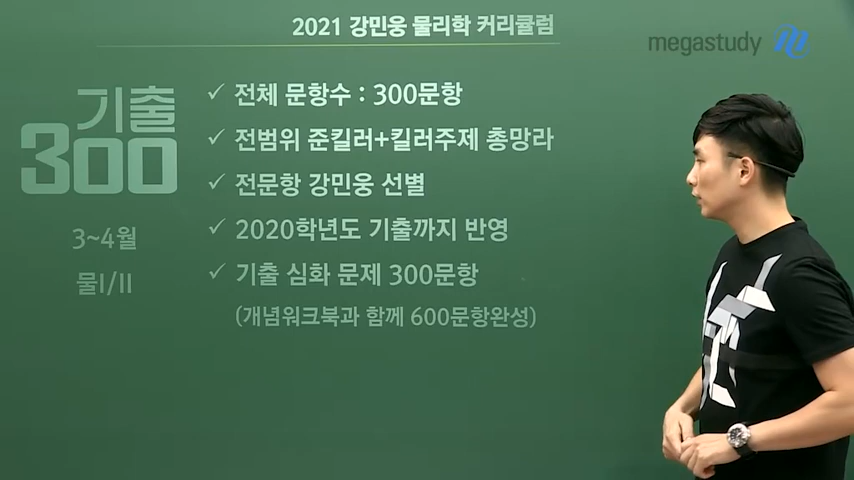 2021 강민웅 물리학 커리큘럼
megastudy
기출
300
3~4월
물I/II
✓ 전체 문항수 : 300문항
✓ 전범위 준킬러+킬러주제 총망라
✓ 전문항 강민웅 선별
✓ 2020학년도 기출까지 반영
✓ 기출 심화 문제 300문항
(개념워크북과 함께 600문항완성)